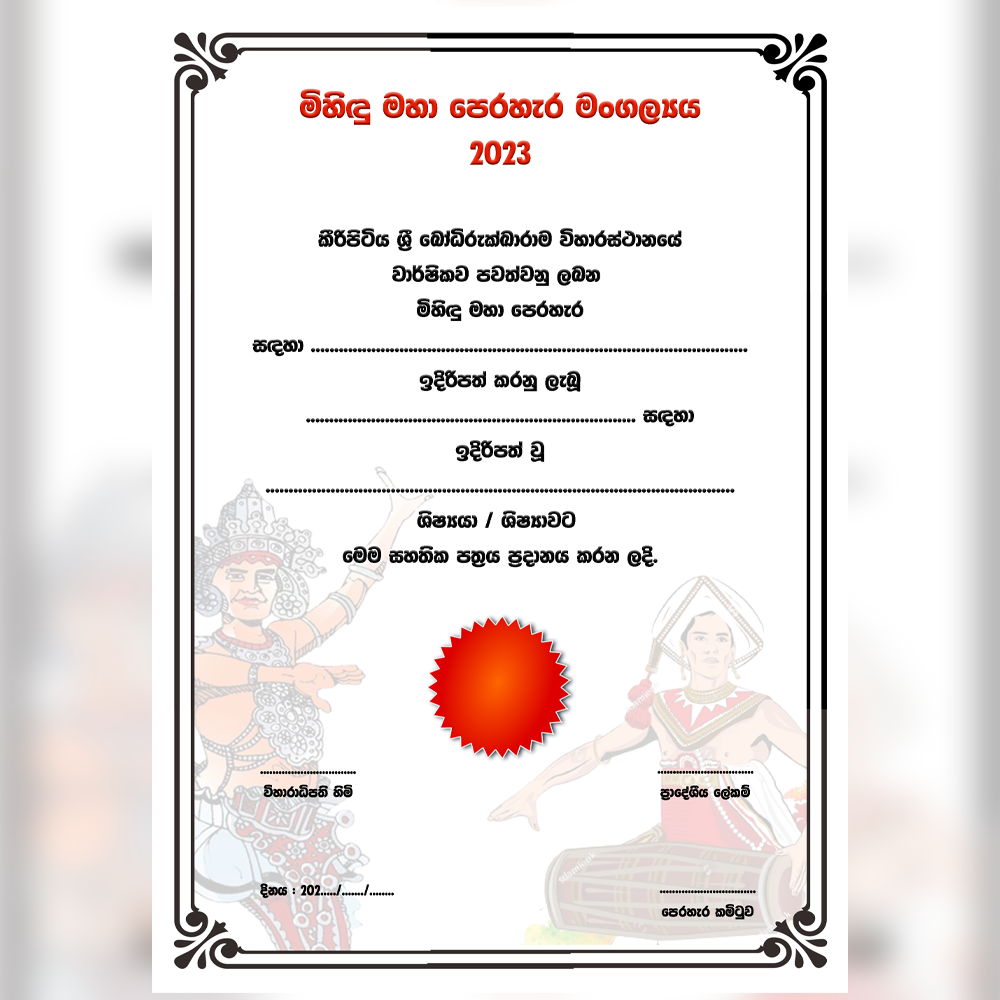 මිහිඳු මහා පෙරහැර මංගල්‍යය
2023
කිරිපිටිය ශ්‍රී බෝධිරුක්ඛාරාම විහාරස්ථානයේ
වාර්ෂිකව පවත්වනු ලබන
මිහිඳු මහා පෙරහැර
සඳහා ................................................................................................
ඉදිරිපත් කරනු ලැබූ
........................................................................ සඳහා
ඉදිරිපත් වූ
.......................................................................................................
ශිෂ්‍යයා / ශිෂ්‍යාවට
මෙම සහතික පත්‍රය ප්‍රදානය කරන ලදි.
...............................
විහාරාධිපති හිමි
...............................
ප්‍රාදේශීය ලේකම්
දිනය : 202...../......./........
...............................
පෙරහැර කමිටුව